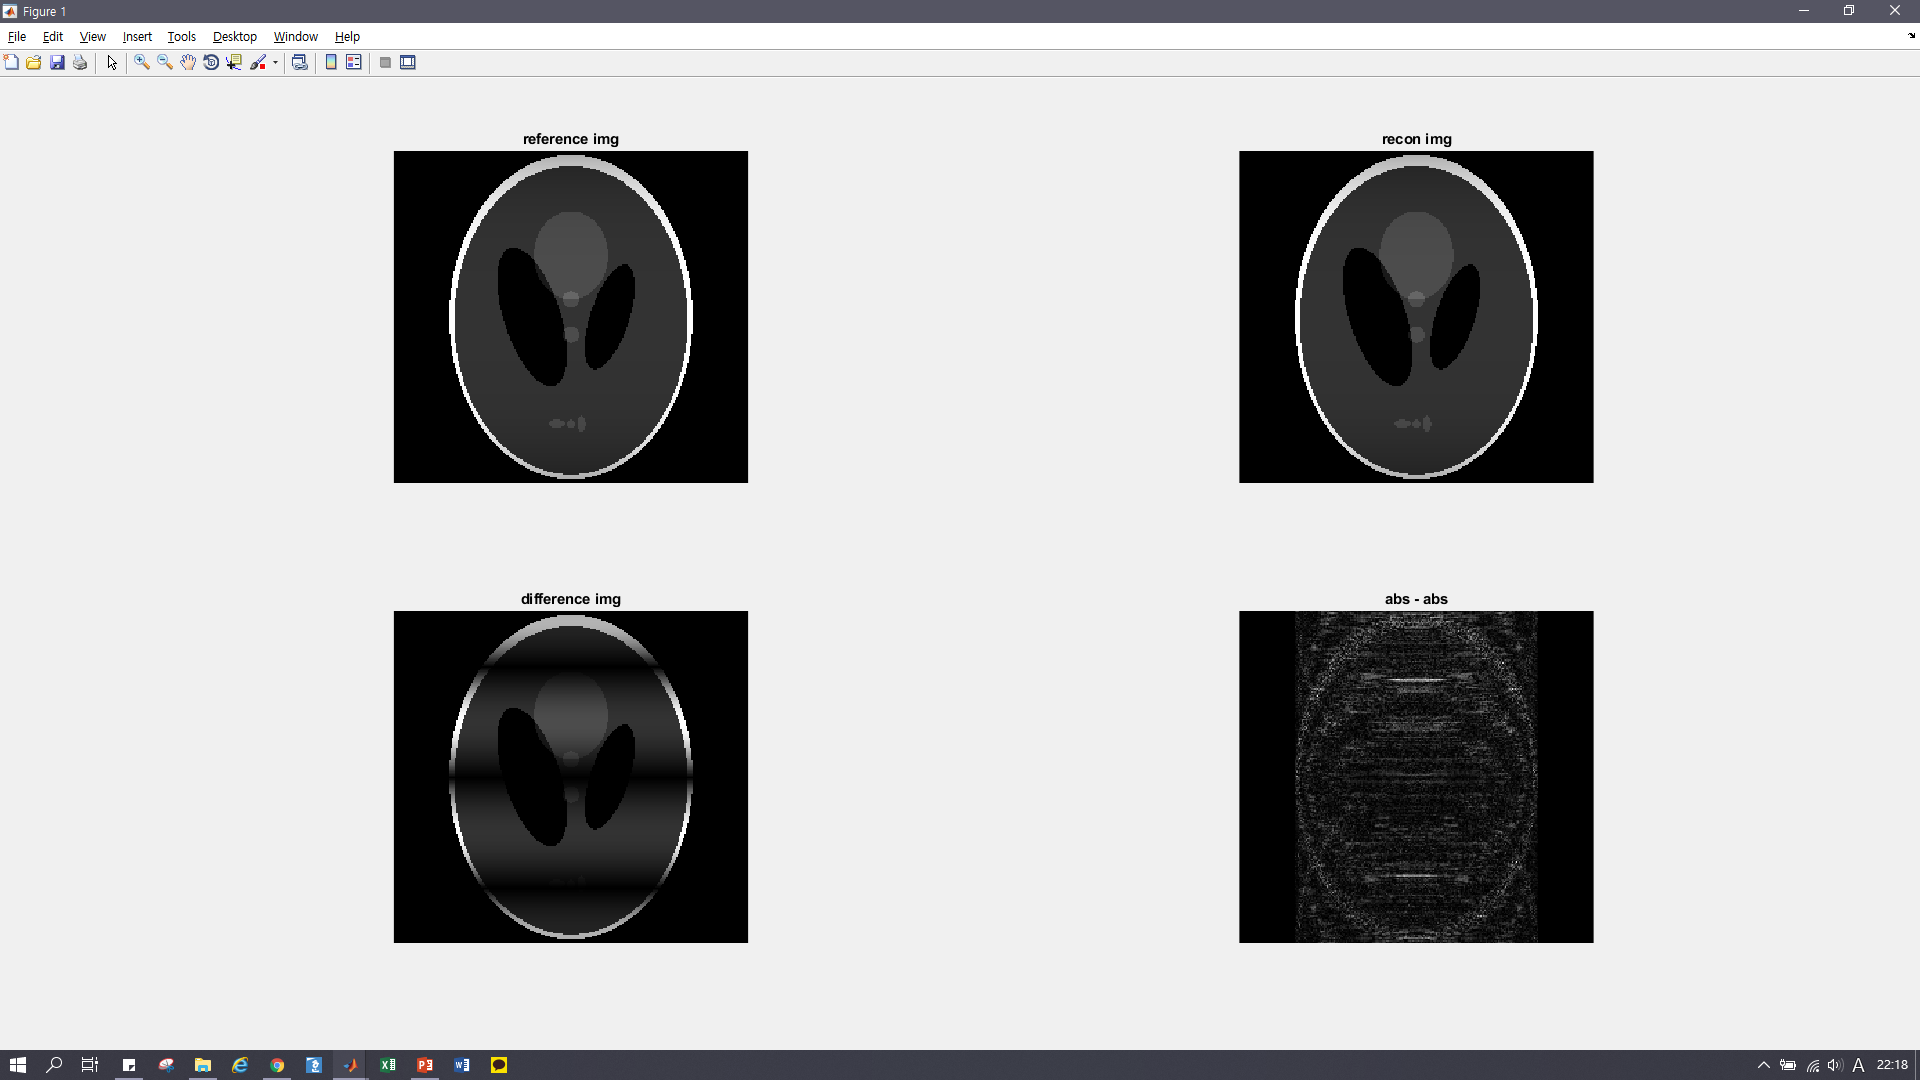 Figure 1
File Edit View Insert Tools Desktop Window Help
reference img
recon img
difference img
abs - abs
A 22:18